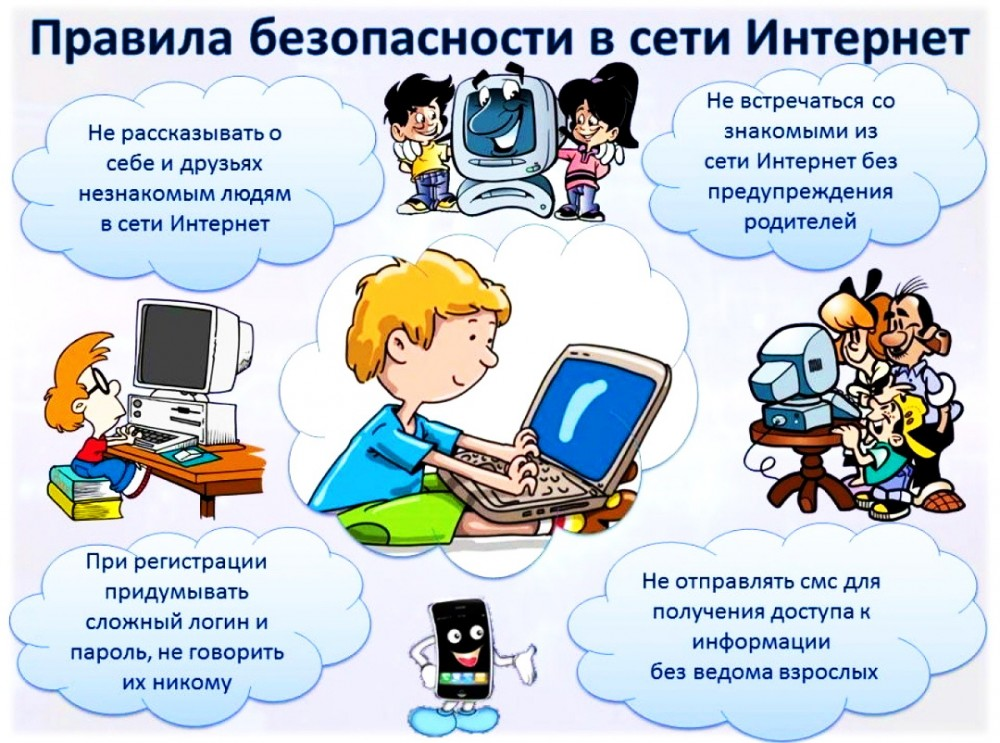 Правила безопасности в сети Интернет
Не рассказывать о
себе и друзьях
незнакомым людям
в сети Интернет
Не встречаться со
знакомыми из
сети Интернет без
предупреждения
родителей
При регистрации
придумывать
сложный логин и
пароль, не говорить
их никому
Не отправлять смс для
получения доступа к
информации
без ведома взрослых